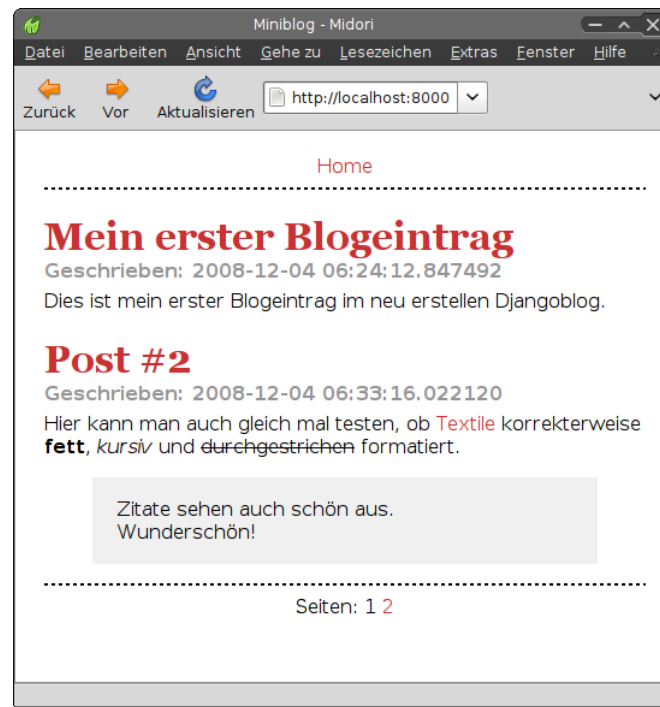 Miniblog - Midori
Datei Bearbeiten Ansicht Gehe zu Lesezeichen Extras Fenster Hilfe
Zurück Vor Aktualisieren http://localhost:8000
Home
Mein erster Blogeintrag
Geschrieben: 2008-12-04 06:24:12.847492
Dies ist mein erster Blogeintrag im neu erstellen Djangoblog.
Post #2
Geschrieben: 2008-12-04 06:33:16.022120
Hier kann man auch gleich mal testen, ob Textile korrekterweise
fett, kursiv und durchgestrichen formatiert.
Zitate sehen auch schön aus.
Wunderschön!
Seiten: 1 2